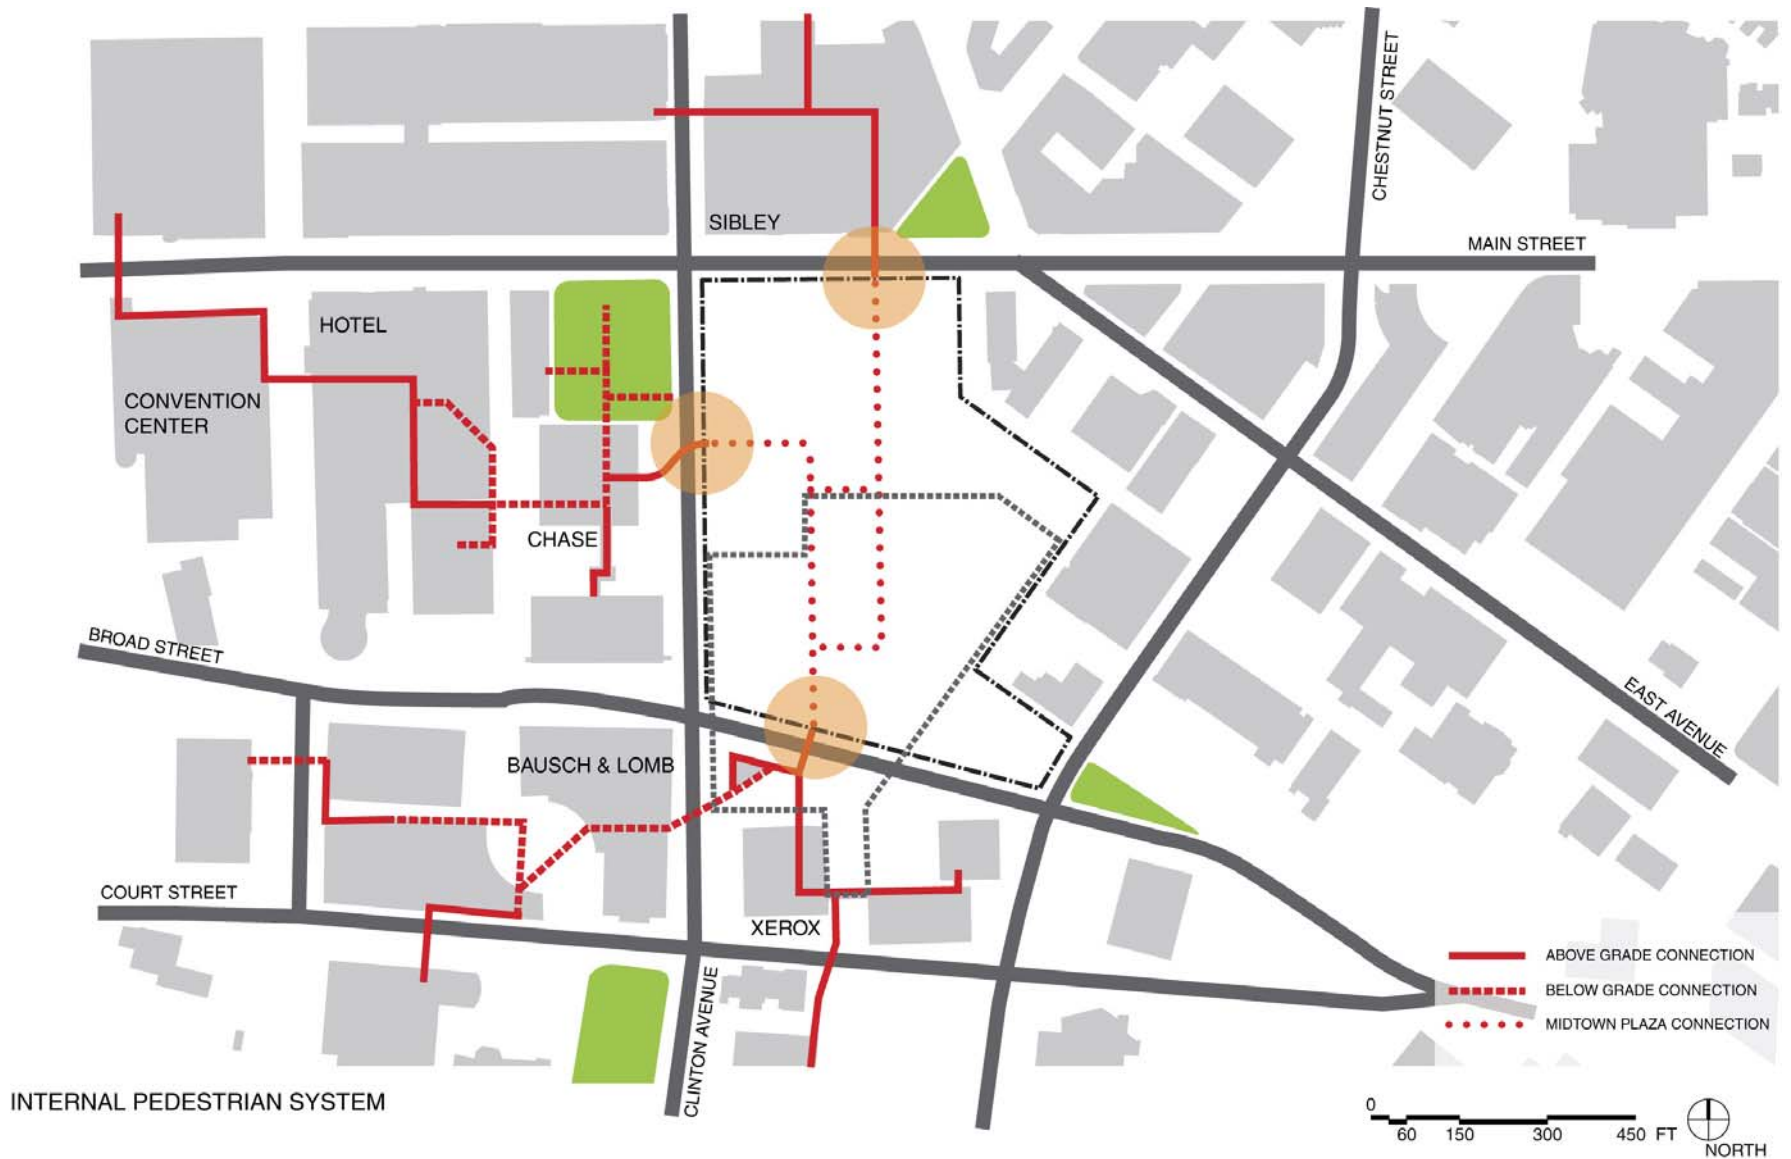 CHESTNUT STREET
SIBLEY
MAIN STREET
HOTEL
CONVENTION
CENTER
CHASE
BROAD STREET
EAST AVENUE
BAUSCH & LOMB
COURT STREET
XEROX
CLINTON AVENUE
ABOVE GRADE CONNECTION
BELOW GRADE CONNECTION
MIDTOWN PLAZA CONNECTION
INTERNAL PEDESTRIAN SYSTEM
0
60 150 300 450 FT
NORTH